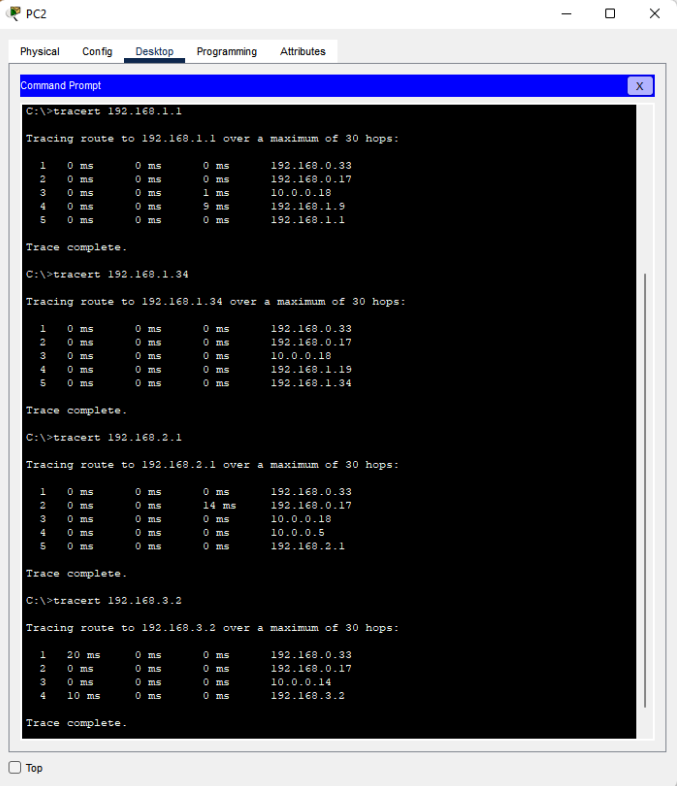 PC2
Physical Config Desktop Programming Attributes
Command Prompt X
C:\>tracert 192.168.1.1
Tracing route to 192.168.1.1 over a maximum of 30 hops:
1 0 ms 0 ms 0 ms 192.168.0.33
2 0 ms 0 ms 0 ms 192.168.0.17
3 0 ms 0 ms 1 ms 10.0.0.18
4 0 ms 0 ms 9 ms 192.168.1.9
5 0 ms 0 ms 0 ms 192.168.1.1
Trace complete.
C:\>tracert 192.168.1.34
Tracing route to 192.168.1.34 over a maximum of 30 hops:
1 0 ms 0 ms 0 ms 192.168.0.33
2 0 ms 0 ms 0 ms 192.168.0.17
3 0 ms 0 ms 0 ms 10.0.0.18
4 0 ms 0 ms 0 ms 192.168.1.19
5 0 ms 0 ms 0 ms 192.168.1.34
Trace complete.
C:\>tracert 192.168.2.1
Tracing route to 192.168.2.1 over a maximum of 30 hops:
1 0 ms 0 ms 0 ms 192.168.0.33
2 0 ms 0 ms 14 ms 192.168.0.17
3 0 ms 0 ms 0 ms 10.0.0.18
4 0 ms 0 ms 0 ms 10.0.0.5
5 0 ms 0 ms 0 ms 192.168.2.1
Trace complete.
C:\>tracert 192.168.3.2
Tracing route to 192.168.3.2 over a maximum of 30 hops:
1 20 ms 0 ms 0 ms 192.168.0.33
2 0 ms 0 ms 0 ms 192.168.0.17
3 0 ms 0 ms 0 ms 10.0.0.14
4 10 ms 0 ms 0 ms 192.168.3.2
Trace complete.
Top